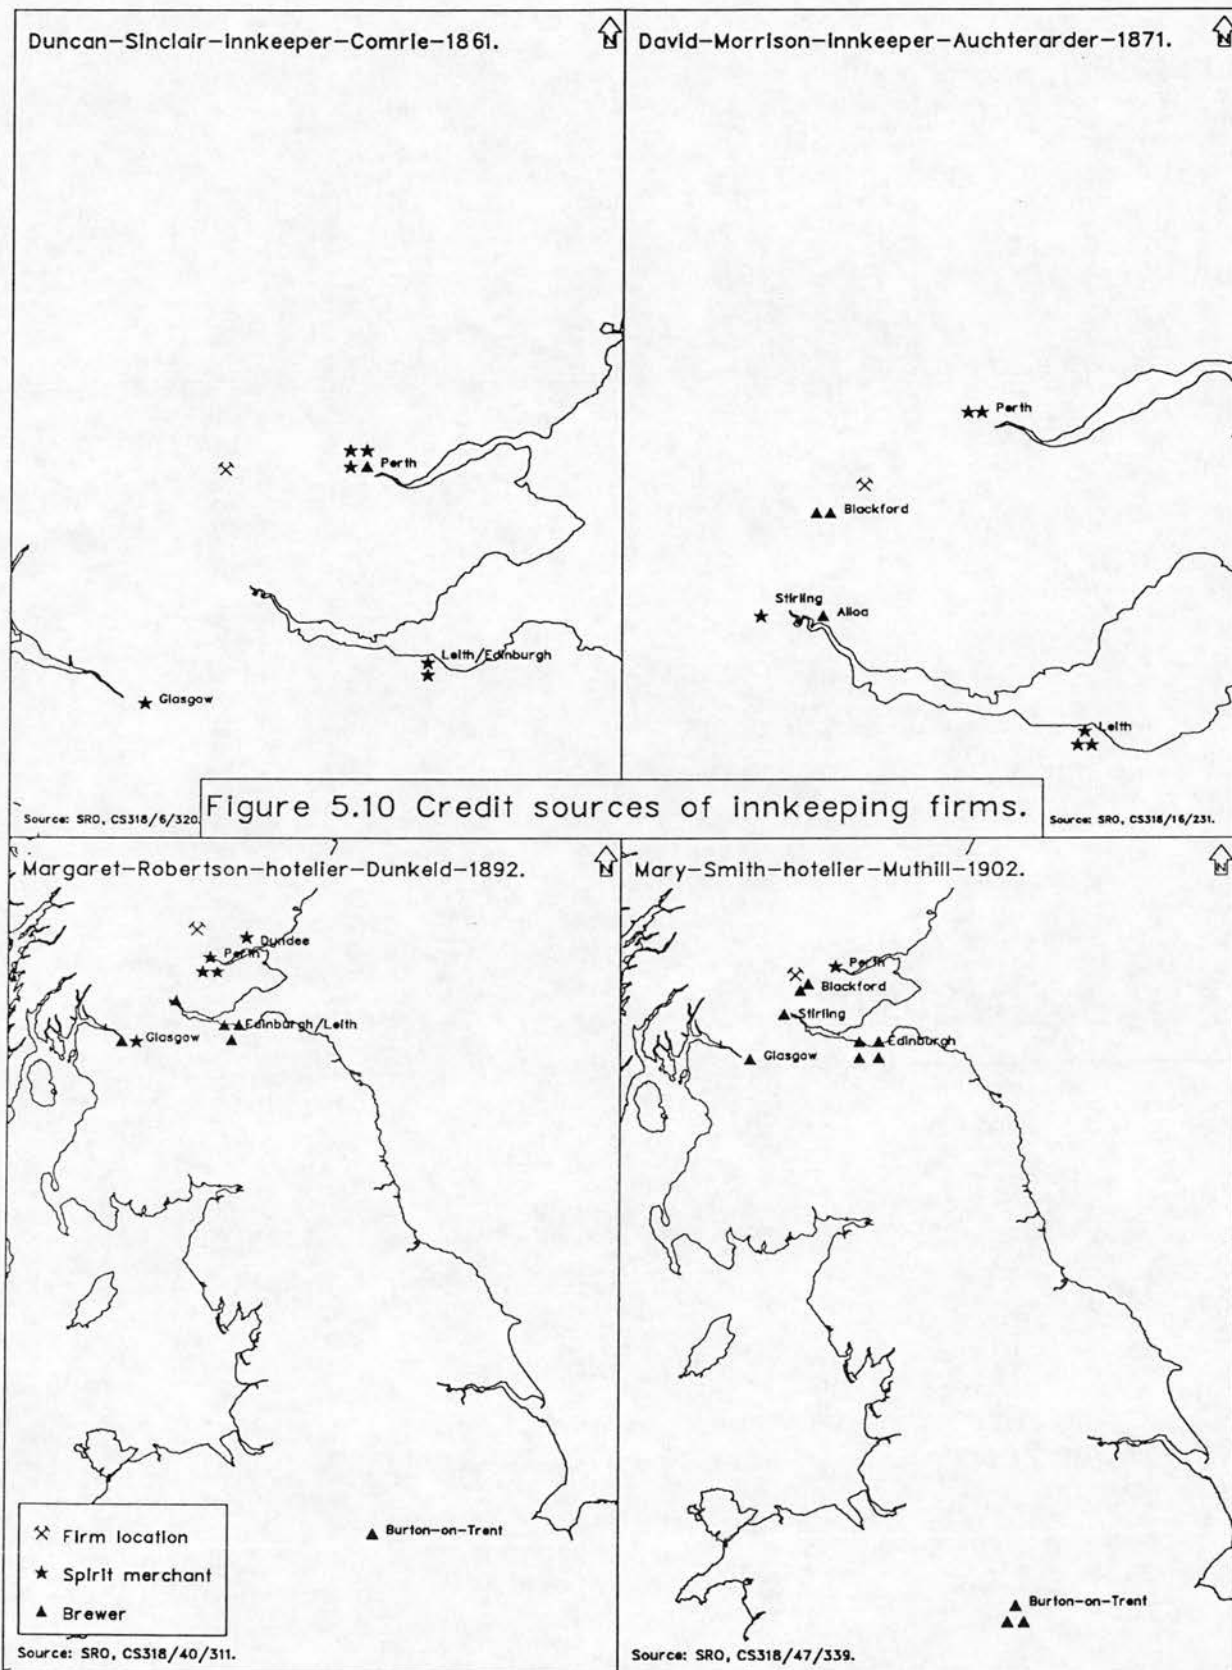 Duncan-Sinclair-innkeeper-Comrie-1861.
N
Perth
Leith/Edinburgh
Glasgow
Source: SRO, CS318/6/320.
David-Morrison-innkeeper-Auchterarder-1871.
N
Perth
Blackford
Stirling
Alloa
Leith
Source: SRO, CS318/16/231.
Figure 5.10 Credit sources of innkeeping firms.
Margaret-Robertson-hotelier-Dunkeld-1892.
N
Dundee
Perth
Edinburgh/Leith
Glasgow
Burton-on-Trent
Firm location
Spirit merchant
Brewer
Source: SRO, CS318/40/311.
Mary-Smith-hotelier-Muthill-1902.
N
Perth
Blackford
Stirling
Edinburgh
Glasgow
Burton-on-Trent
Source: SRO, CS318/47/339.